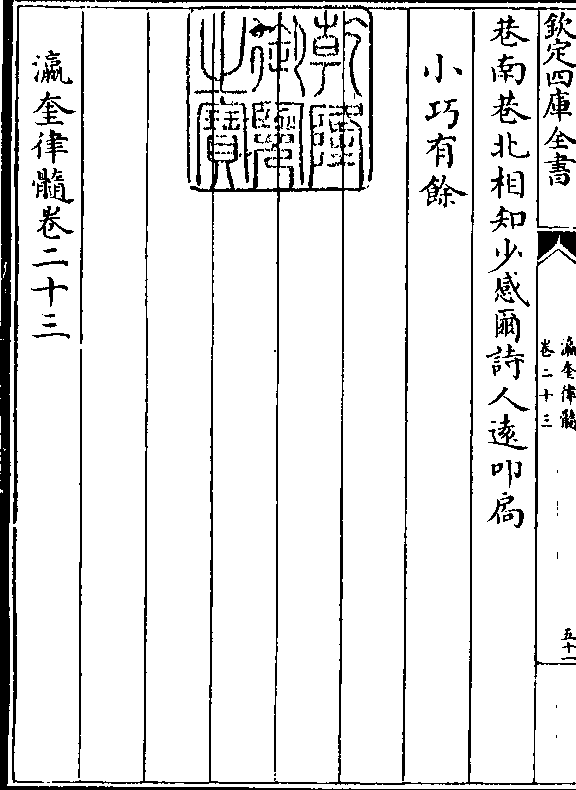 欽定四庫全書
瀛奎律髓
卷二十三
五十一
巷南巷北相知少感爾詩人遠叩扃
小巧有餘
乾隆
御覽
之寶
瀛奎律髓卷二十三